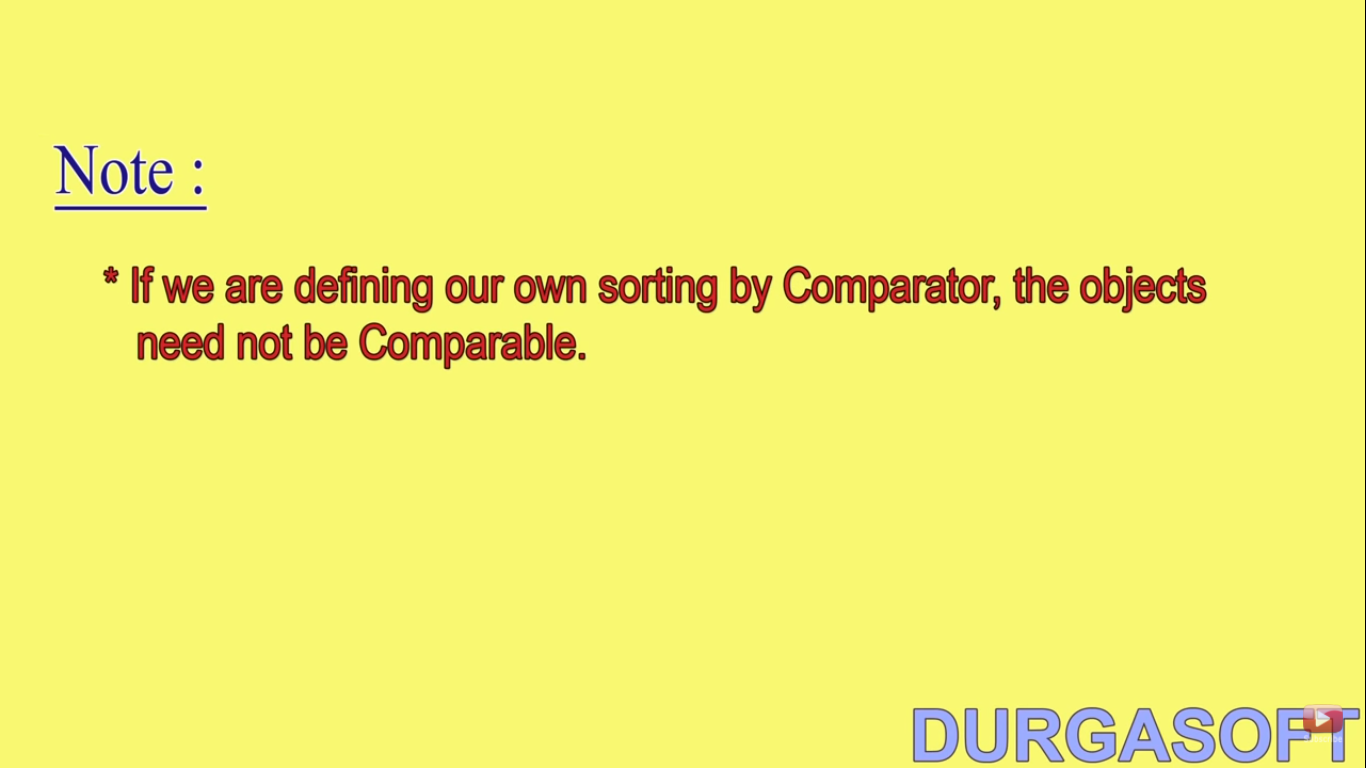 Note :
* If we are defining our own sorting by Comparator, the objects
need not be Comparable.
DURGASOFT